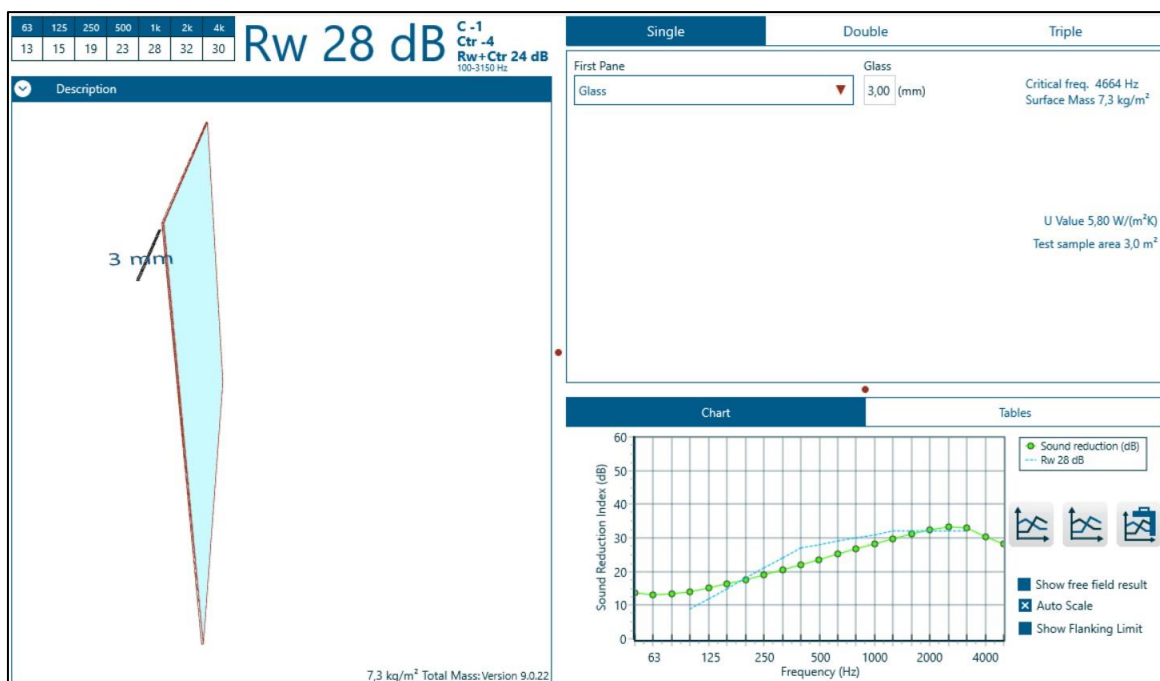 63 125 250 500 1k 2k 4k
13 15 19 23 28 32 30
Rw 28 dB
C -1
Ctr -4
Rw+Ctr 24 dB
100-3150 Hz
Description
3 mm
7,3 kg/m² Total Mass: Version 9.0.22
Single Double Triple
First Pane Glass
Glass 3,00 (mm)
Critical freq. 4664 Hz
Surface Mass 7,3 kg/m²
U Value 5,80 W/(m²K)
Test sample area 3,0 m²
Chart Tables
Sound Reduction Index (dB)
60
50
40
30
20
10
0
63 125 250 500 1000 2000 4000
Frequency (Hz)
Sound reduction (dB)
Rw 28 dB
Show free field result
Auto Scale
Show Flanking Limit